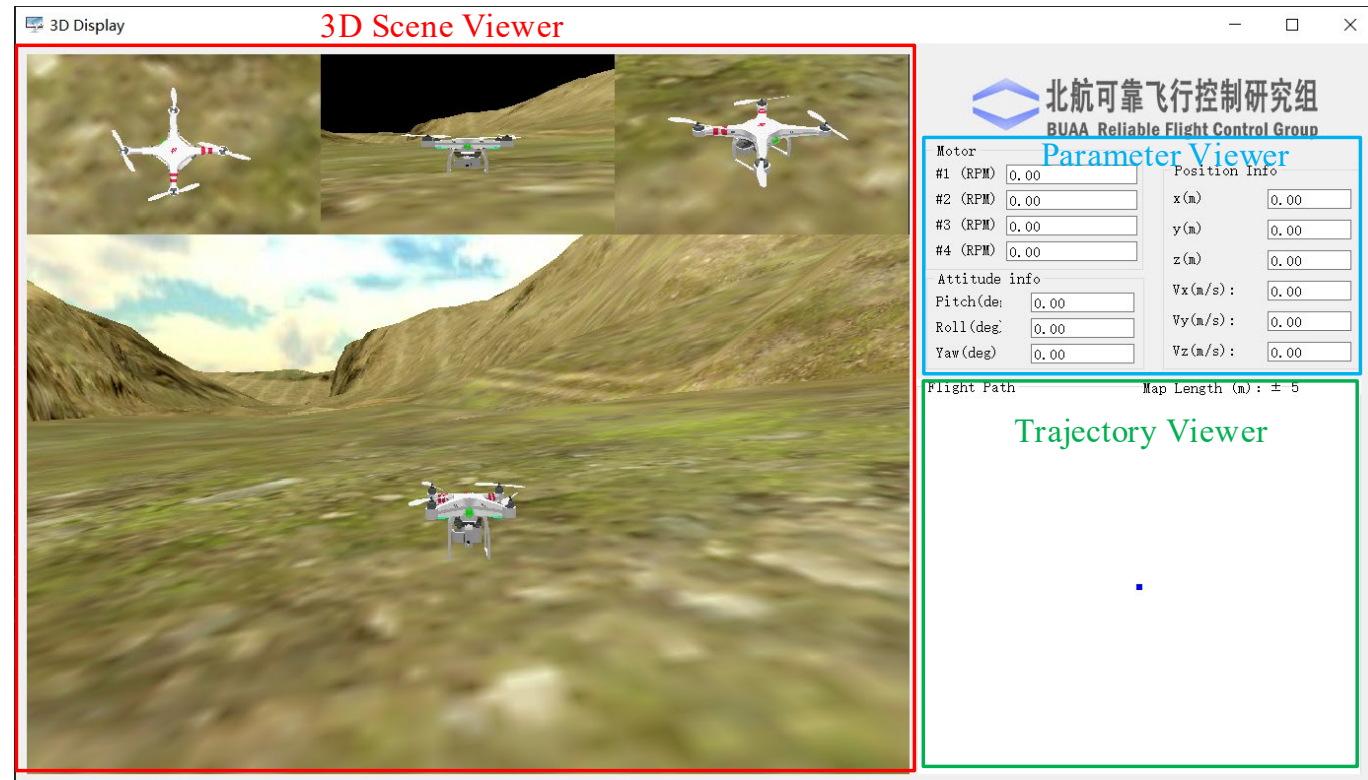 3D Display
3D Scene Viewer
北航可靠飞行控制研究组
BUAA Reliable Flight Control Group
Parameter Viewer
Motor
#1 (RPM) 0.00
#2 (RPM) 0.00
#3 (RPM) 0.00
#4 (RPM) 0.00
Attitude info
Pitch(de
0.00
Roll(deg
0.00
Yaw(deg) 0.00
Position Info
x(m) 0.00
y(m) 0.00
z(m) 0.00
Vx(m/s): 0.00
Vy(m/s): 0.00
Vz(m/s): 0.00
Flight Path
Map Length (m): ± 5
Trajectory Viewer